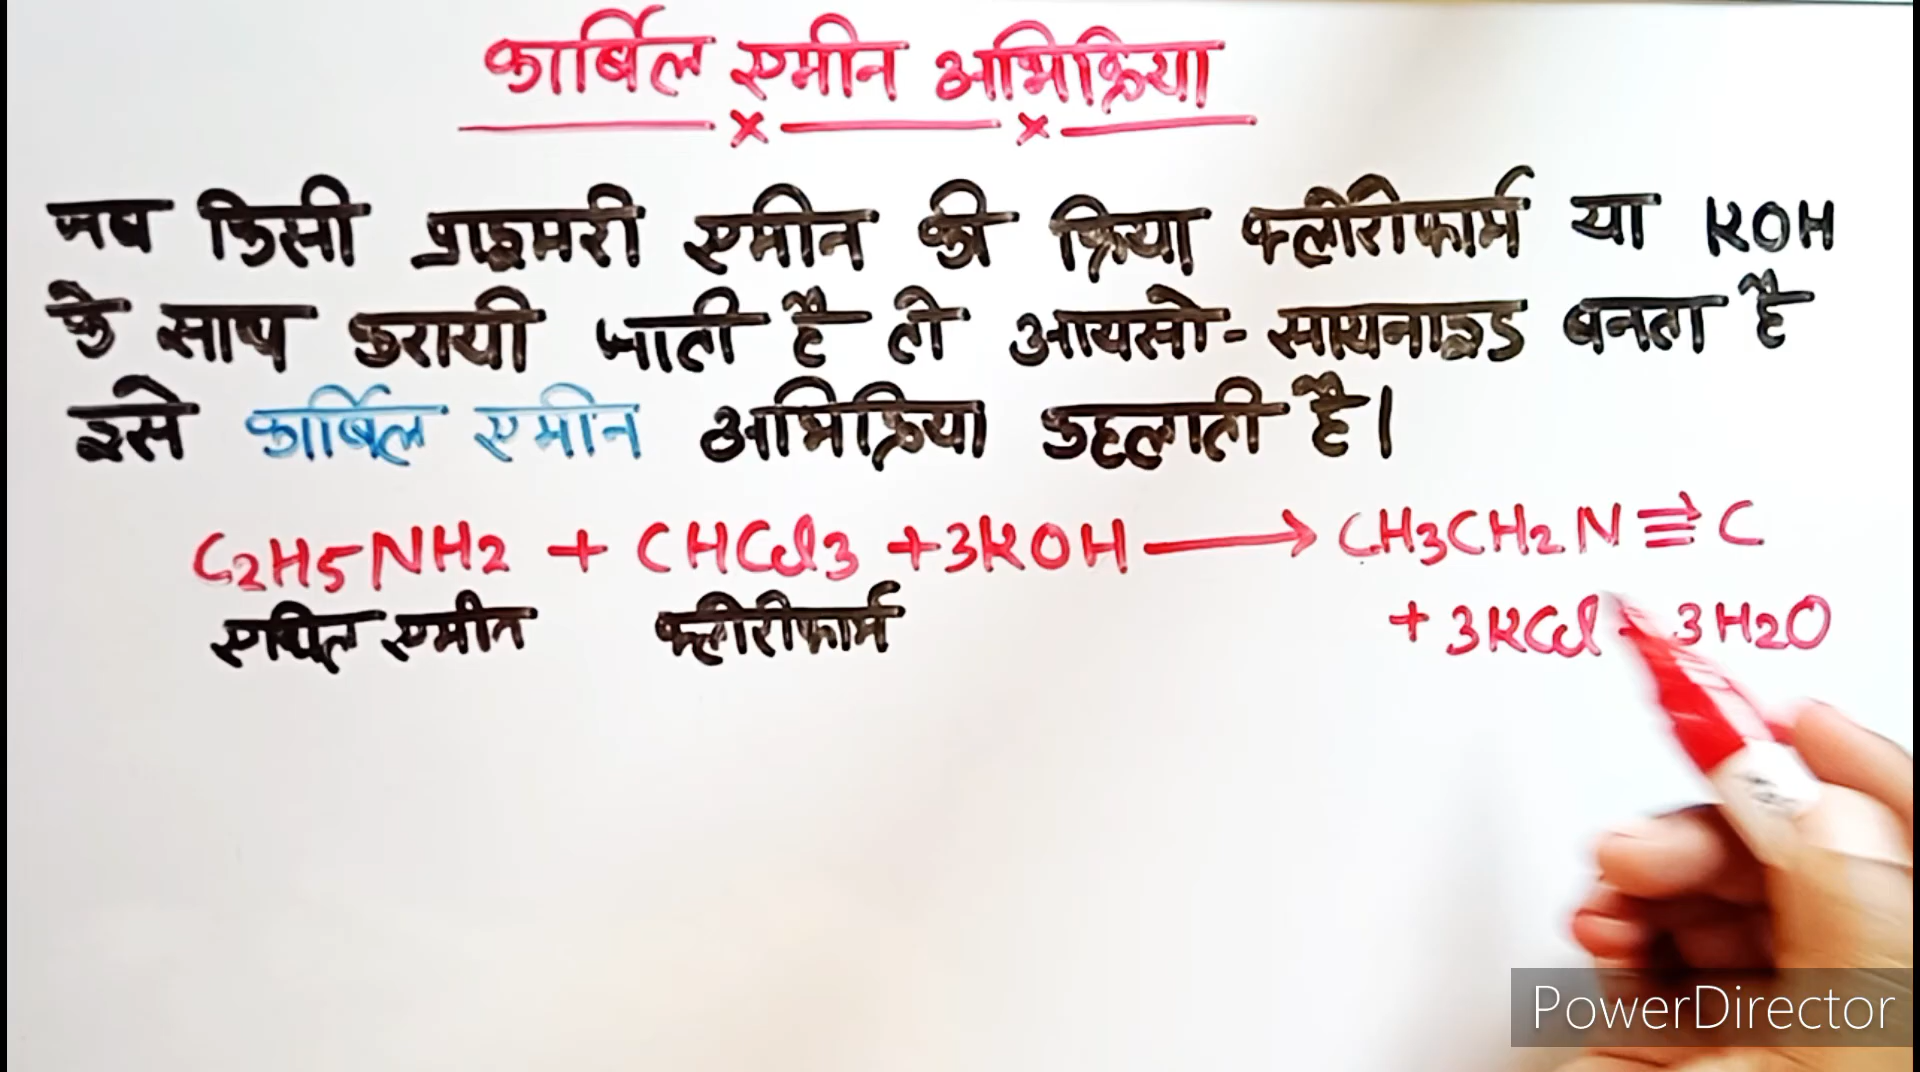 कार्बिल एमीन अभिक्रिया
जब किसी प्राइमरी एमीन की क्रिया क्लोरोफार्म या KOH
के साथ करायी जाती है तो आयसो-सायनाइड बनता है
इसे कार्बिल एमीन अभिक्रिया कहलाती है।
C2H5NH2 + CHCl3 +3KOH → CH3CH2N≡C
एथिल एमीन क्लोरोफार्म + 3KCl + 3H2O
PowerDirector